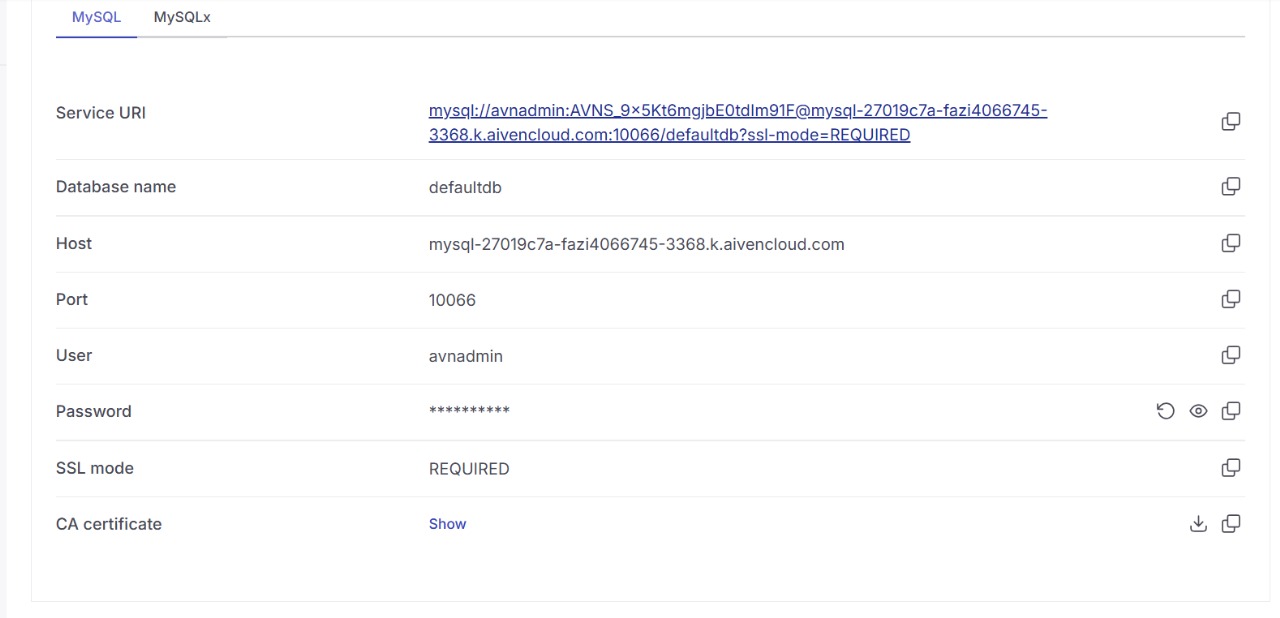 MySQL MySQLx
Service URI mysql://avnadmin:AVNS_9×5Kt6mgjbE0tdIm91F@mysql-27019c7a-fazi4066745-
3368.k.aivencloud.com:10066/defaultdb?ssl-mode=REQUIRED
Database name defaultdb
Host mysql-27019c7a-fazi4066745-3368.k.aivencloud.com
Port 10066
User avnadmin
Password **********
SSL mode REQUIRED
CA certificate Show